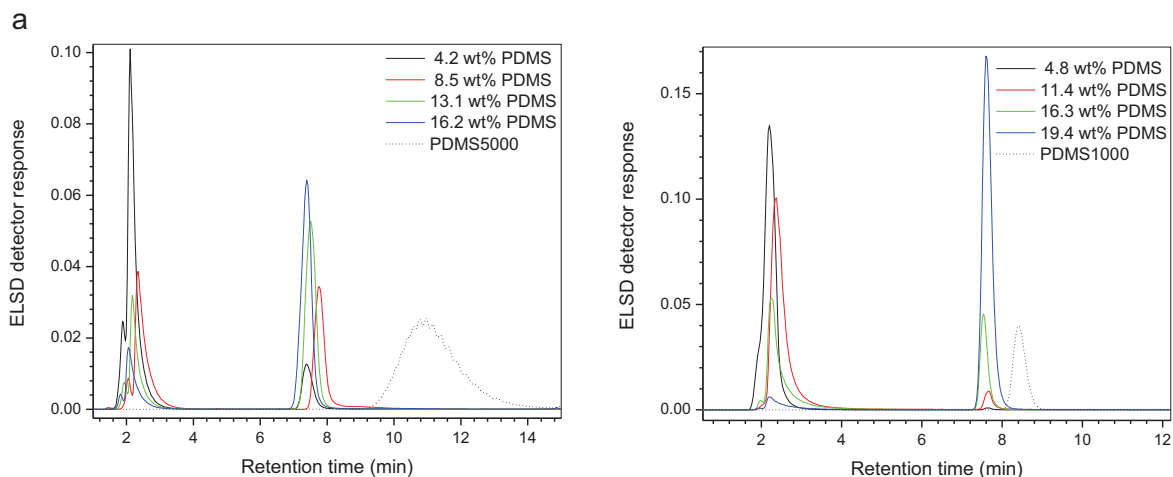 a
ELSD detector response
0.10
0.08
0.06
0.04
0.02
0.00
4.2 wt% PDMS
8.5 wt% PDMS
13.1 wt% PDMS
16.2 wt% PDMS
PDMS5000
2 4 6 8 10 12 14
Retention time (min)
ELSD detector response
0.15
0.10
0.05
0.00
4.8 wt% PDMS
11.4 wt% PDMS
16.3 wt% PDMS
19.4 wt% PDMS
PDMS1000
2 4 6 8 10 12
Retention time (min)